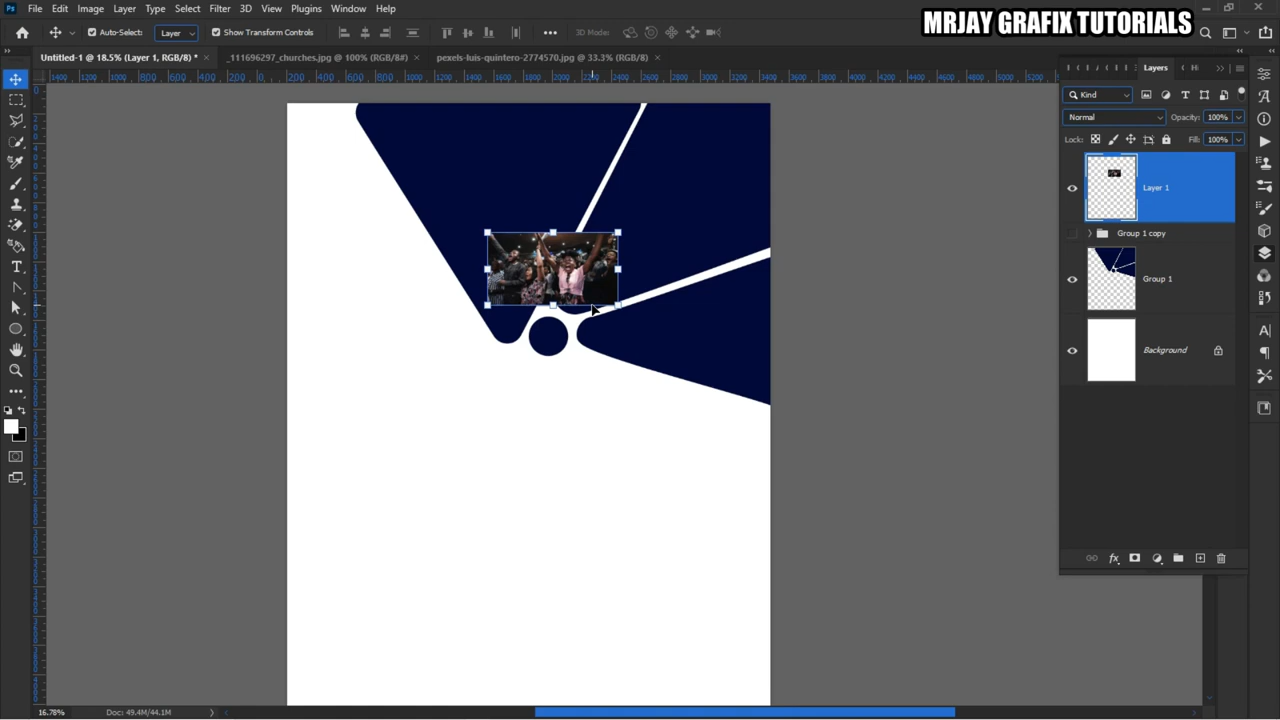 Ps File Edit Image Layer Type Select Filter 3D View Plugins Window Help
MRJAY GRAFIX TUTORIALS
Auto-Select: Layer Show Transform Controls 3D Mode:
Untitled-1 @ 18.5% (Layer 1, RGB/8) * × _111696297_churches.jpg @ 100% (RGB/8#) × pexels-luis-quintero-2774570.jpg @ 33.3% (RGB/8) ×
Layers
Kind
Normal Opacity: 100%
Lock: Fill: 100%
Layer 1
Group 1 copy
Group 1
Background
fx
16.78% Doc: 49.4M/44.1M